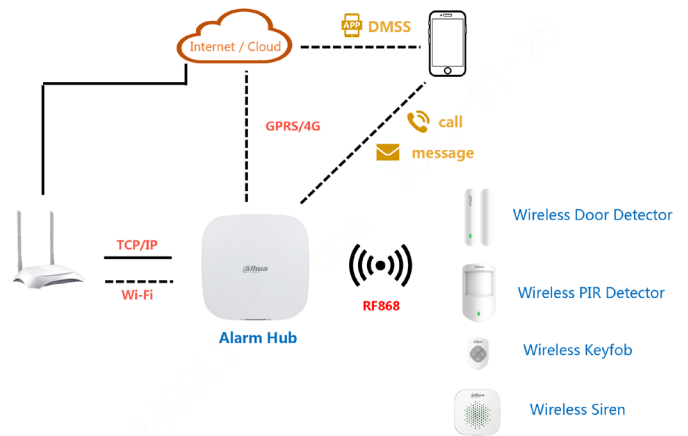 APP DMSS
Internet / Cloud
GPRS/4G
call
message
Wireless Door Detector
TCP/IP
alhua
Wi-Fi
RF868
Wireless PIR Detector
Alarm Hub
Wireless Keyfob
Wireless Siren